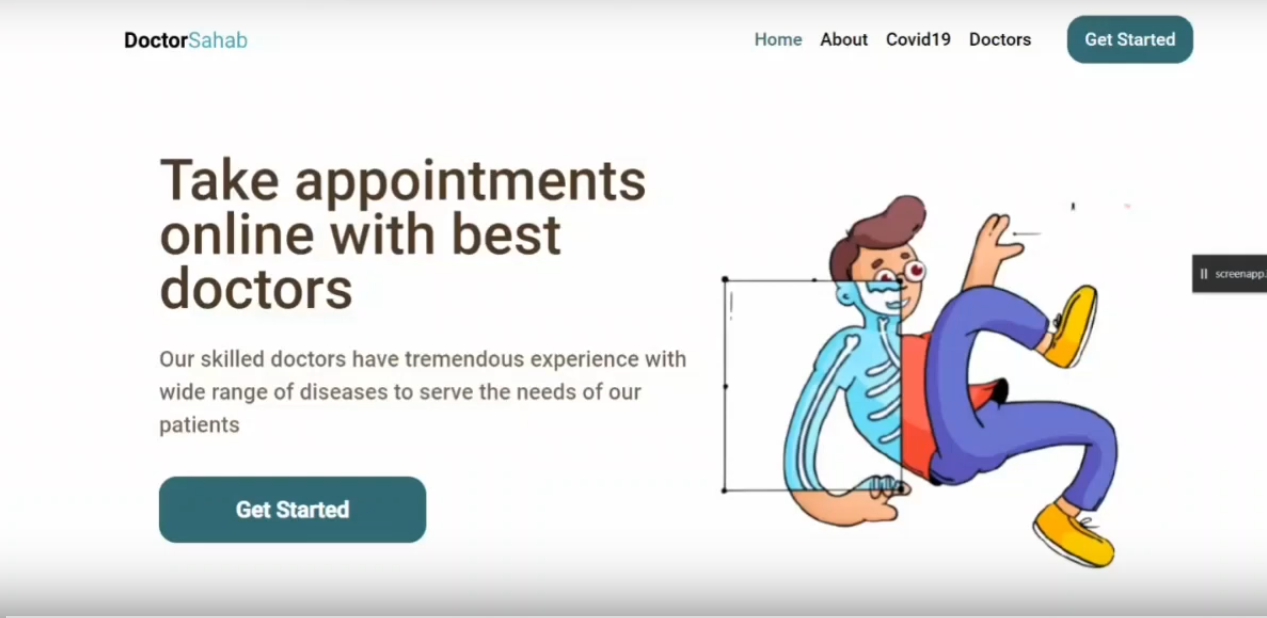 DoctorSahab
Home About Covid19 Doctors Get Started
Take appointments
online with best
doctors
screenapp.
Our skilled doctors have tremendous experience with
wide range of diseases to serve the needs of our
patients
Get Started